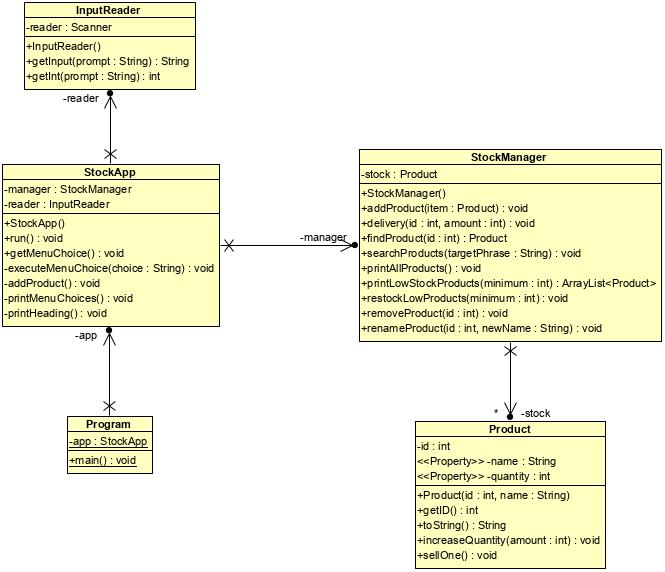 InputReader
-reader : Scanner
+InputReader()
+getInput(prompt : String) : String
+getInt(prompt : String) : int
-reader
StockApp
-manager : StockManager
-reader : InputReader
+StockApp()
+run() : void
+getMenuChoice() : void
-executeMenuChoice(choice : String) : void
-addProduct() : void
-printMenuChoices() : void
-printHeading() : void
-manager
StockManager
-stock : Product
+StockManager()
+addProduct(item : Product) : void
+delivery(id : int, amount : int) : void
+findProduct(id : int) : Product
+searchProducts(targetPhrase : String) : void
+printAllProducts() : void
+printLowStockProducts(minimum : int) : ArrayList<Product>
+restockLowProducts(minimum : int) : void
+removeProduct(id : int) : void
+renameProduct(id : int, newName : String) : void
-app
Program
-app : StockApp
+main() : void
* -stock
Product
-id : int
<<Property>> -name : String
<<Property>> -quantity : int
+Product(id : int, name : String)
+getID() : int
+toString() : String
+increaseQuantity(amount : int) : void
+sellOne() : void